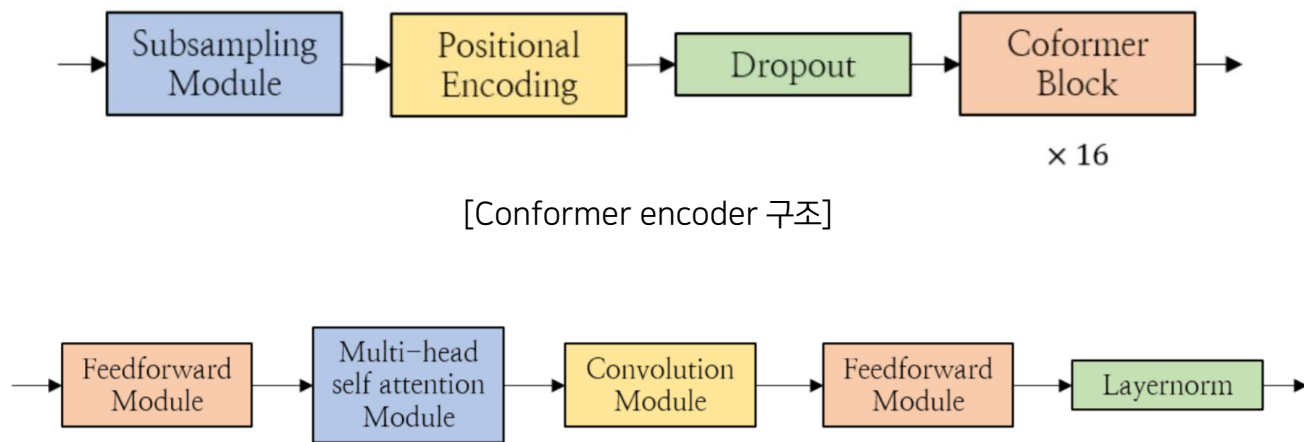 Subsampling
Module
Positional
Encoding
Dropout
Coformer
Block
× 16
[Conformer encoder 구조]
Feedforward
Module
Multi-head
self attention
Module
Convolution
Module
Feedforward
Module
Layernorm